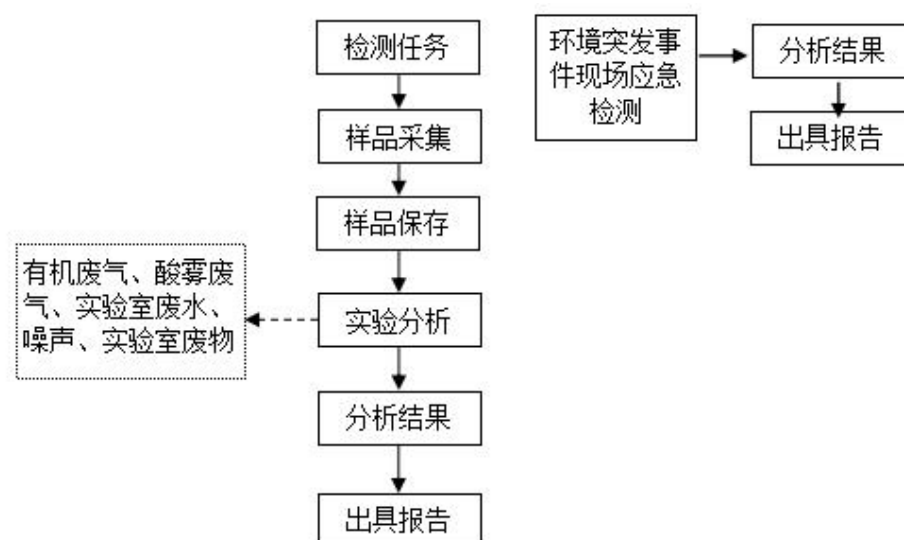 检测任务
样品采集
样品保存
有机废气、酸雾废
气、实验室废水、
噪声、实验室废物
实验分析
分析结果
出具报告
环境突发事
件现场应急
检测
分析结果
出具报告